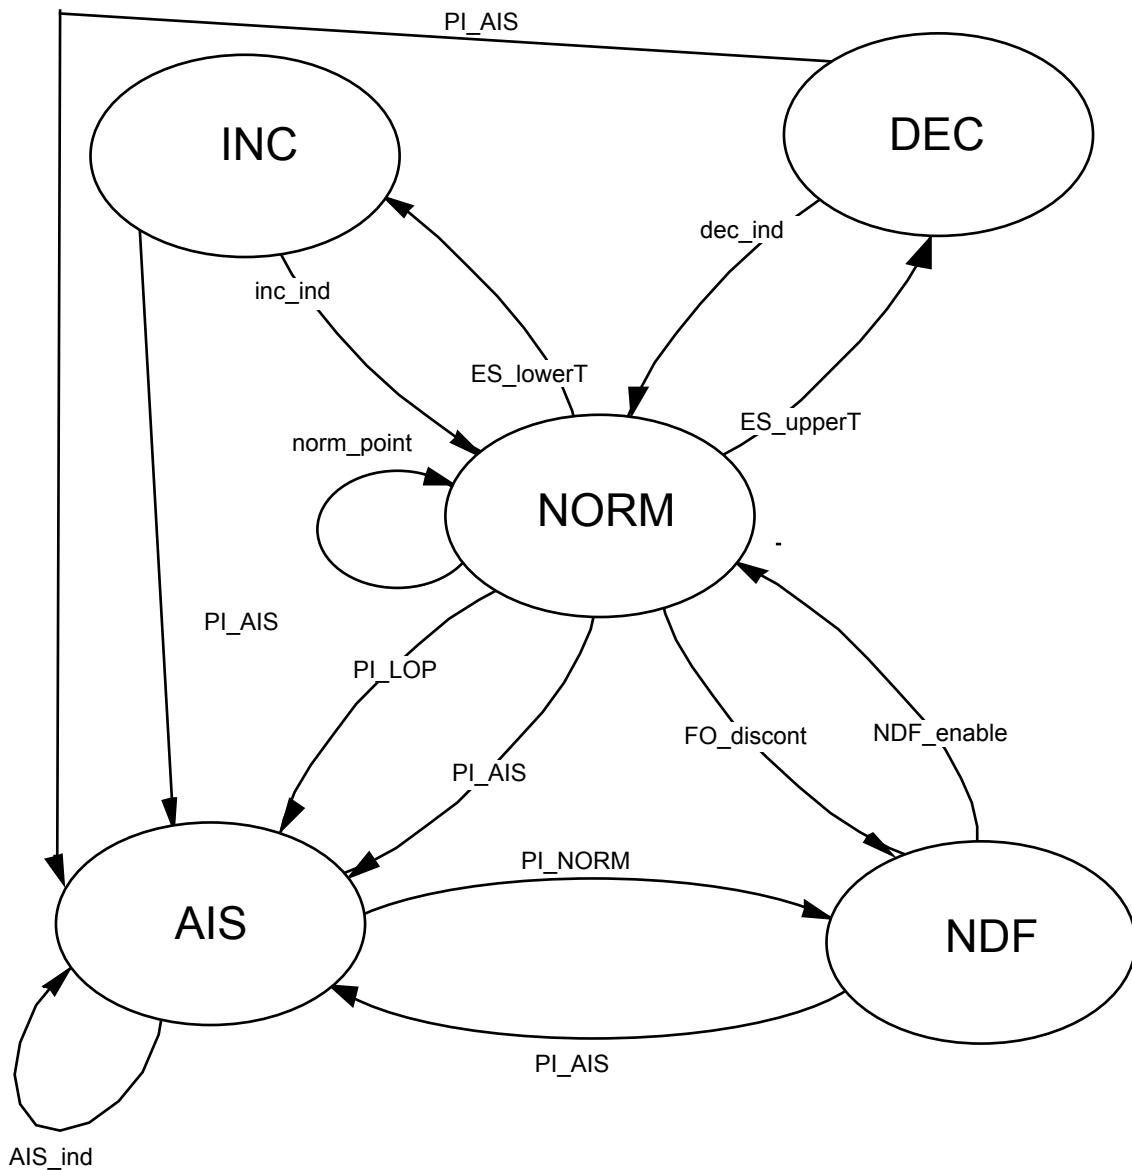 PI_AIS
INC
DEC
dec_ind
inc_ind
ES_lowerT
ES_upperT
norm_point
NORM
-
PI_AIS
PI_LOP
FO_discont
NDF_enable
PI_AIS
PI_NORM
AIS
NDF
PI_AIS
AIS_ind